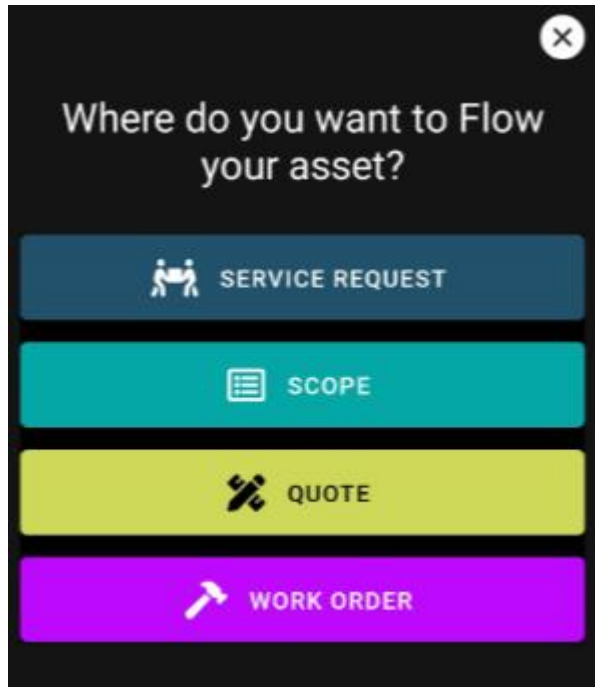 Where do you want to Flow
your asset?
SERVICE REQUEST
SCOPE
QUOTE
WORK ORDER